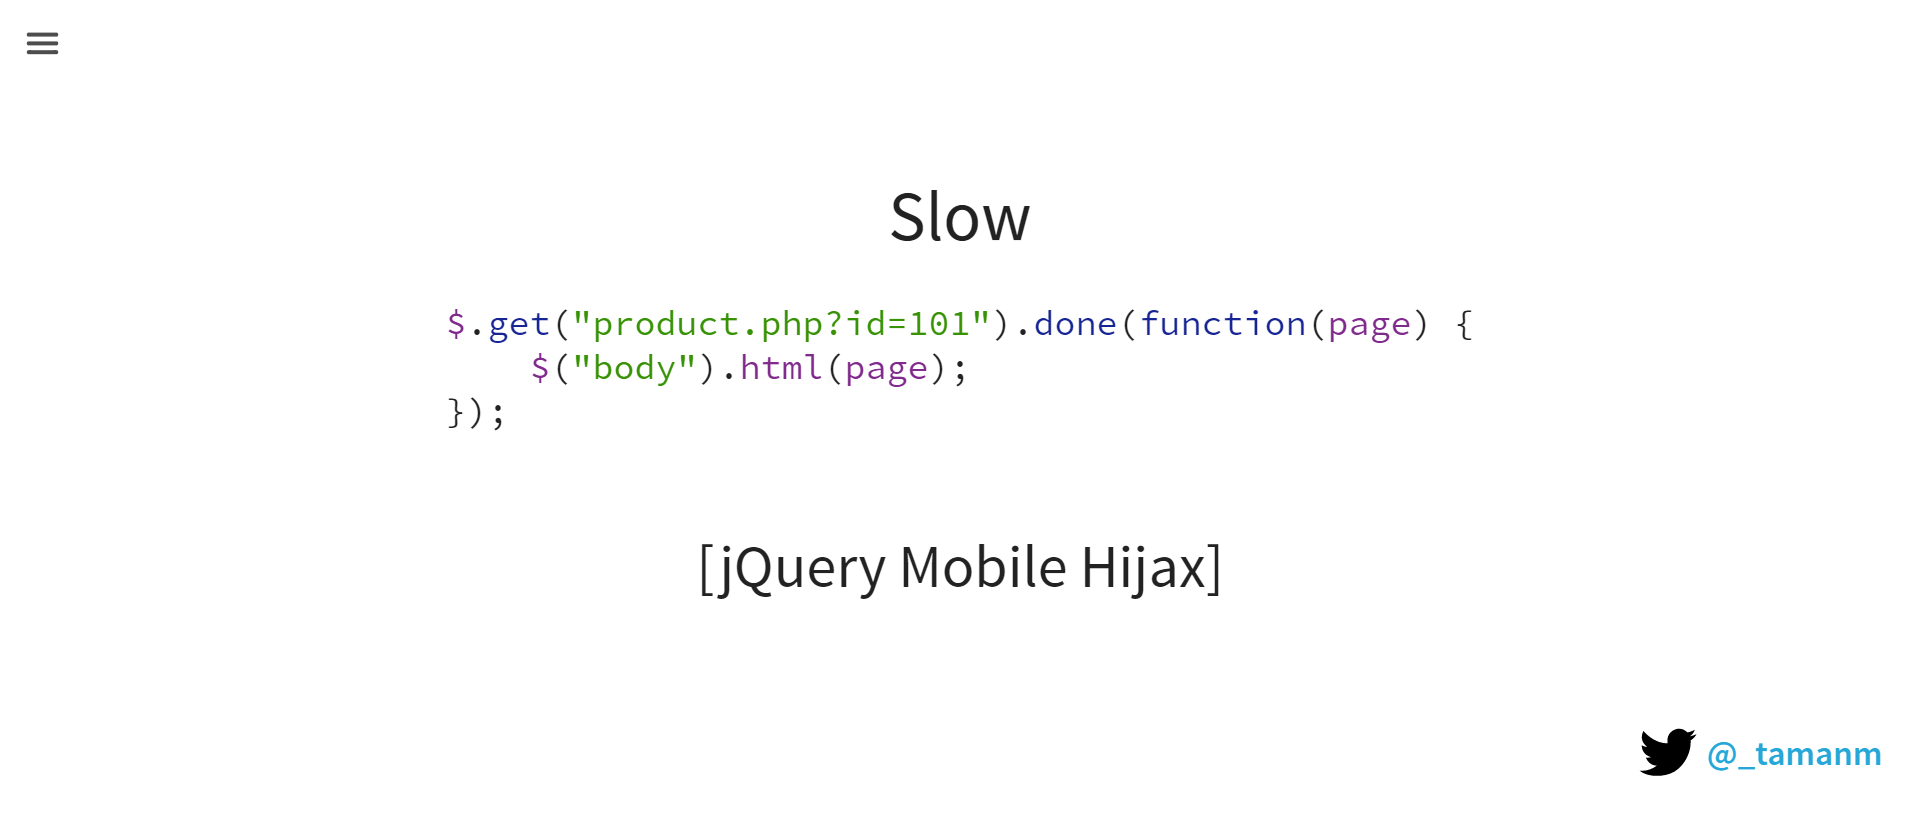 Slow
$.get("product.php?id=101").done(function(page) {
    $("body").html(page);
});
[jQuery Mobile Hijax]
@_tamanm